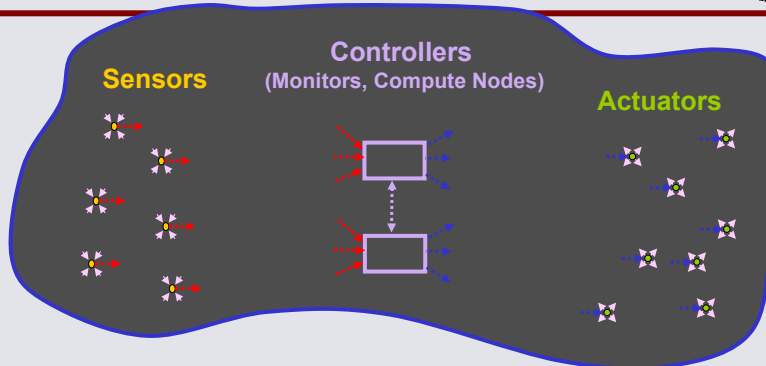 Sensors
Controllers
(Monitors, Compute Nodes)
Actuators